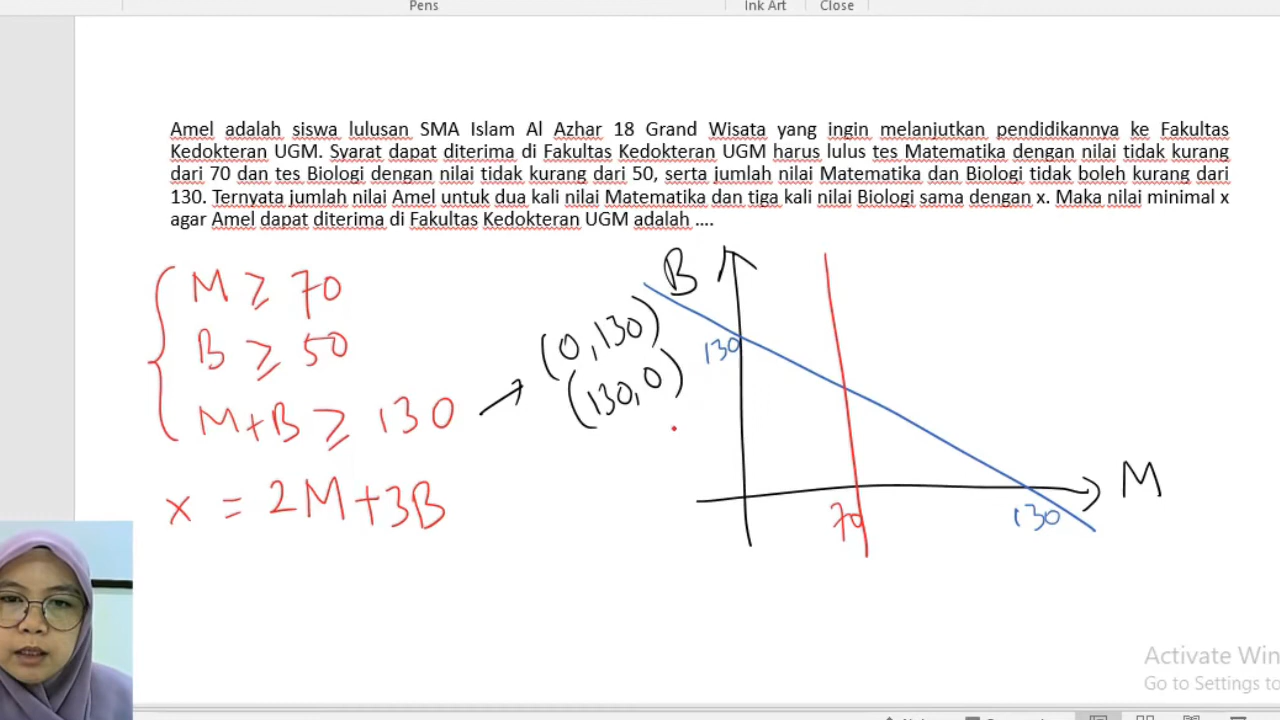 Pens
Ink Art
Close
Amel adalah siswa lulusan SMA Islam Al Azhar 18 Grand Wisata yang ingin melanjutkan pendidikannya ke Fakultas
Kedokteran UGM. Syarat dapat diterima di Fakultas Kedokteran UGM harus lulus tes Matematika dengan nilai tidak kurang
dari 70 dan tes Biologi dengan nilai tidak kurang dari 50, serta jumlah nilai Matematika dan Biologi tidak boleh kurang dari
130. Ternyata jumlah nilai Amel untuk dua kali nilai Matematika dan tiga kali nilai Biologi sama dengan x. Maka nilai minimal x
agar Amel dapat diterima di Fakultas Kedokteran UGM adalah ....
M ≥ 70
B ≥ 50
M+B ≥ 130 →
x = 2M+3B
(0,130)
(130,0)
B
130
70
130
M
Activate Win
Go to Settings to